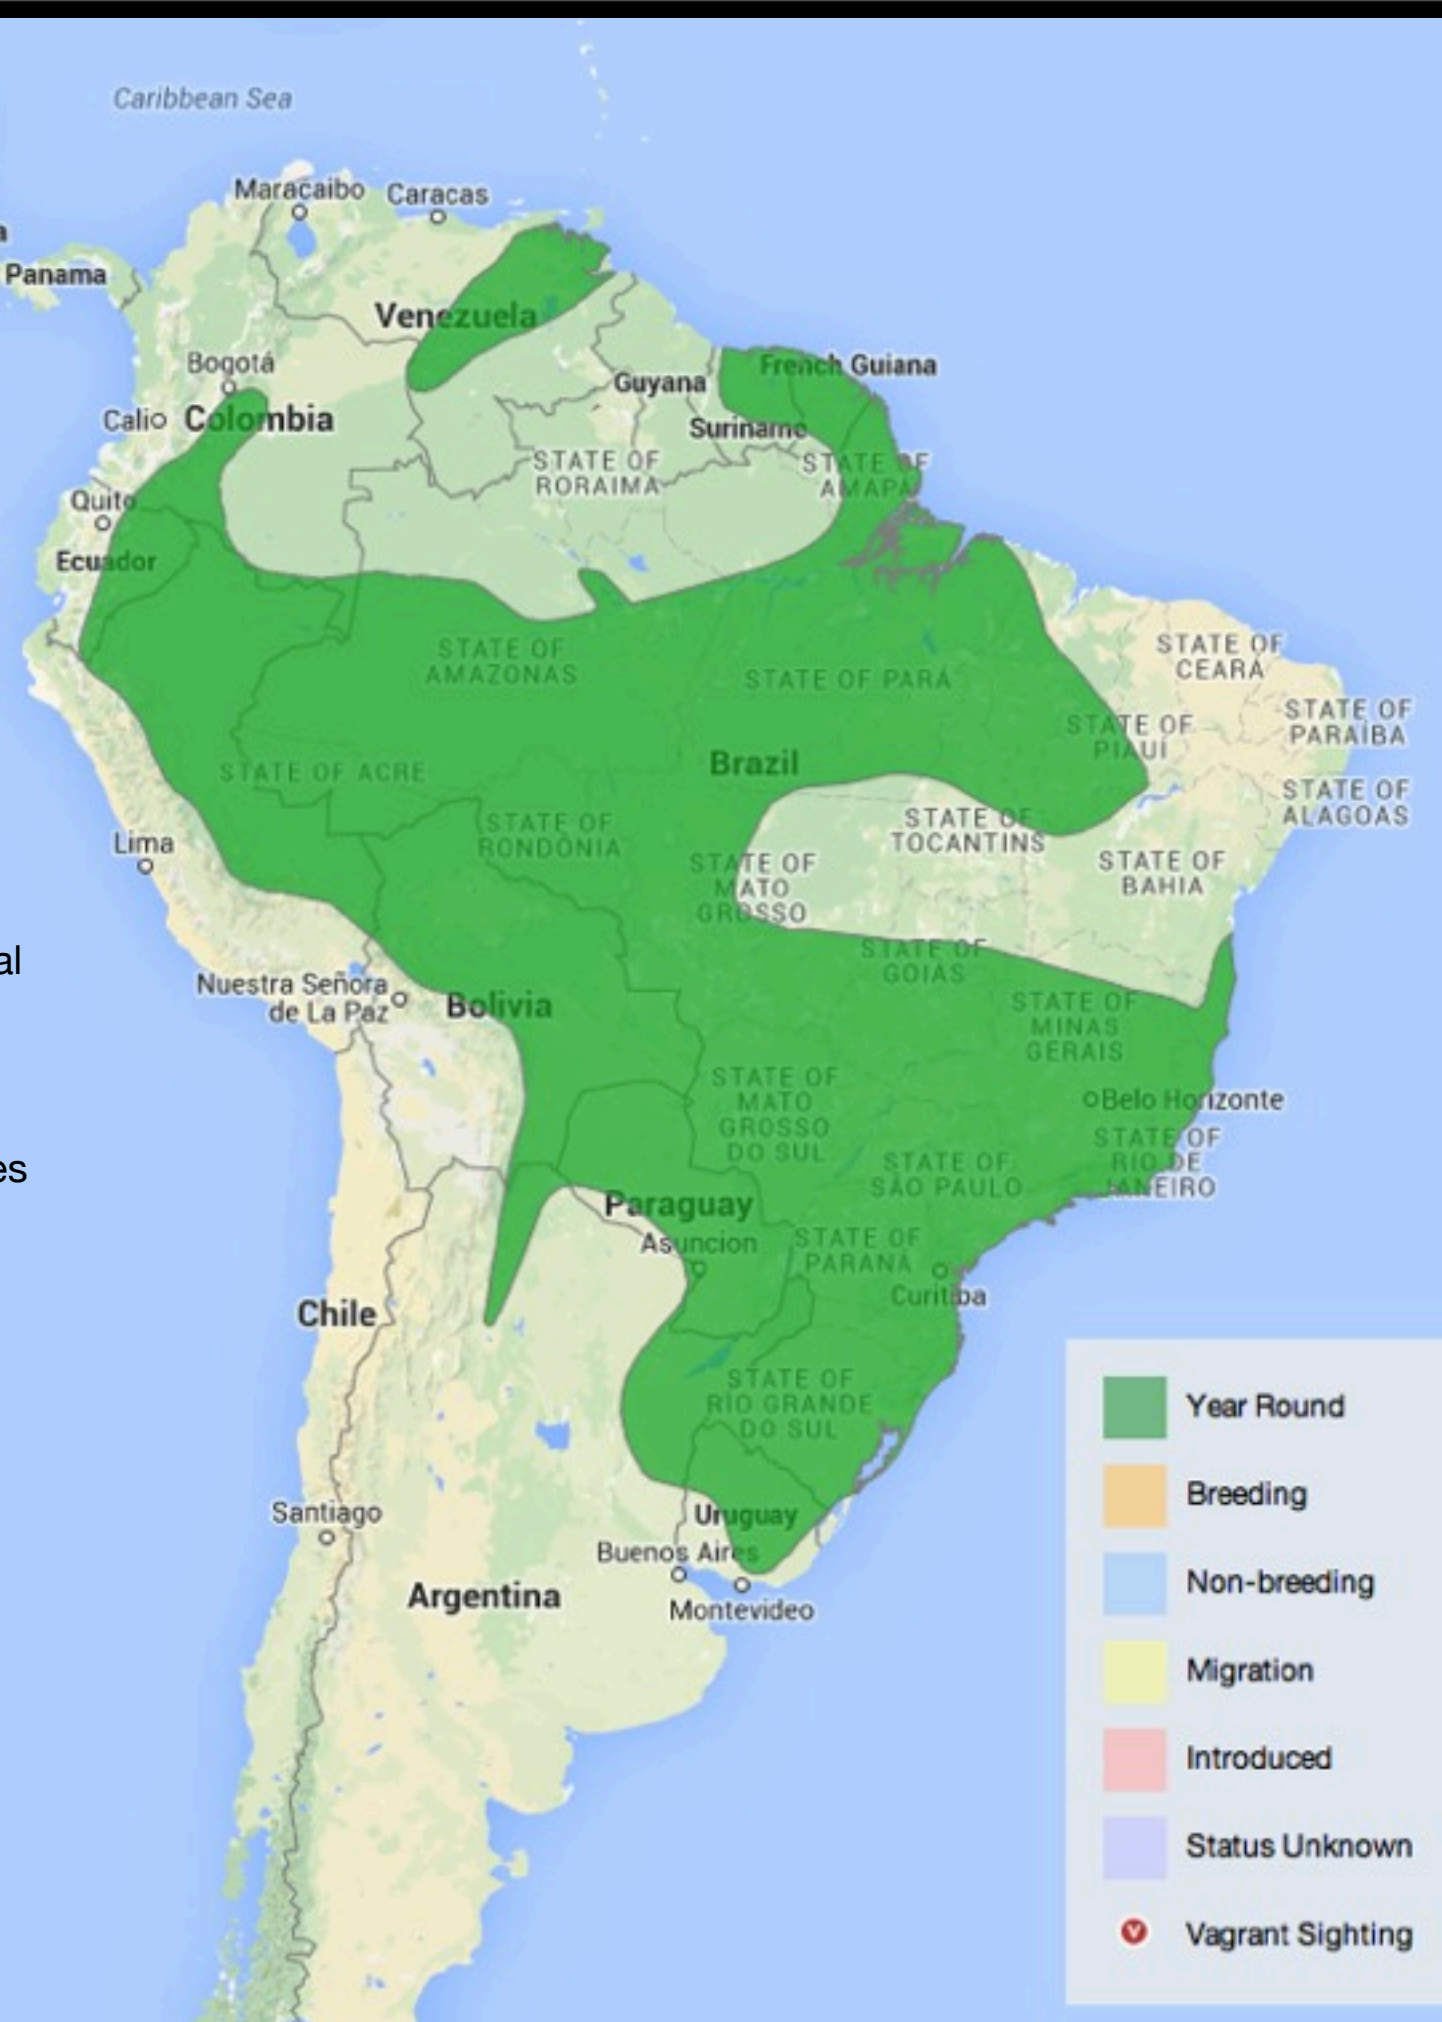 Caribbean Sea
Maracaibo
Caracas
a
Panama
Venezuela
Bogotá
French Guiana
Guyana
Cali
Colombia
Suriname
STATE OF
RORAIMA
STATE OF
AMAPÁ
Quito
Ecuador
STATE OF
AMAZONAS
STATE OF PARÁ
STATE OF
CEARÁ
STATE OF
PIAUÍ
STATE OF
PARAÍBA
STATE OF ACRE
Brazil
STATE OF
ALAGOAS
STATE OF
RONDÔNIA
STATE OF
TOCANTINS
Lima
STATE OF
MATO
GROSSO
STATE OF
BAHIA
al
STATE OF
GOIÁS
Nuestra Señora
de La Paz
Bolivia
STATE OF
MINAS
GERAIS
STATE OF
MATO
GROSSO
DO SUL
Belo Horizonte
es
STATE OF
SÃO PAULO
STATE OF
RIO DE
JANEIRO
Paraguay
Asuncion
STATE OF
PARANÁ
Curitiba
Chile
STATE OF
RIO GRANDE
DO SUL
Santiago
Uruguay
Buenos Aires
Argentina
Montevideo
Year Round
Breeding
Non-breeding
Migration
Introduced
Status Unknown
V
Vagrant Sighting